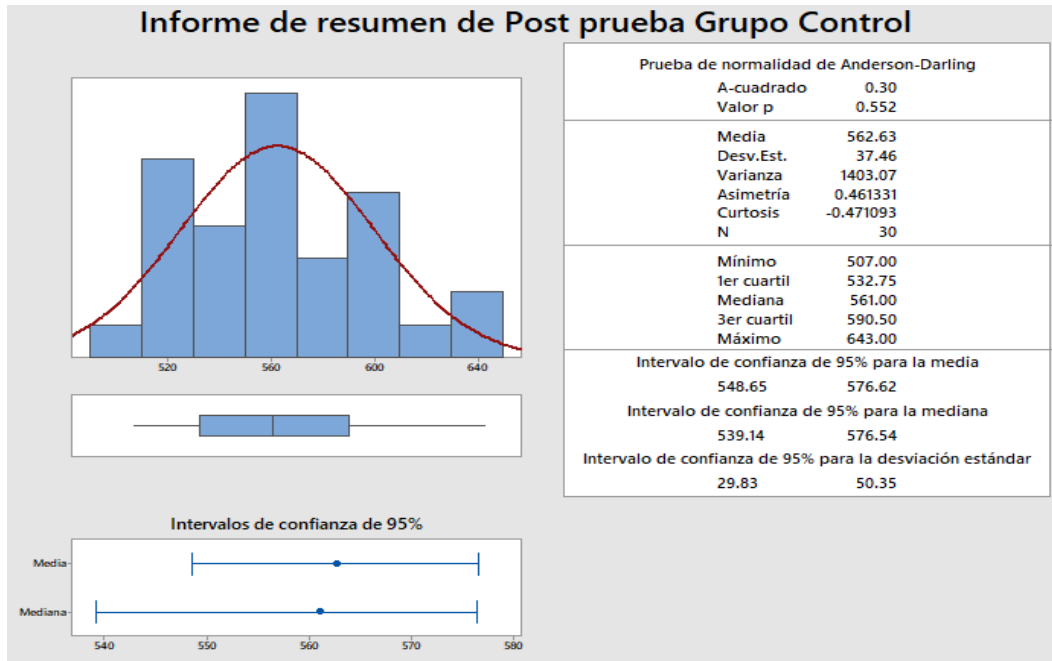 Informe de resumen de Post prueba Grupo Control
Prueba de normalidad de Anderson-Darling
A-cuadrado 0.30
Valor p 0.552
Media 562.63
Desv.Est. 37.46
Varianza 1403.07
Asimetría 0.461331
Curtosis -0.471093
N 30
Mínimo 507.00
1er cuartil 532.75
Mediana 561.00
3er cuartil 590.50
Máximo 643.00
Intervalo de confianza de 95% para la media
548.65 576.62
Intervalo de confianza de 95% para la mediana
539.14 576.54
Intervalo de confianza de 95% para la desviación estándar
29.83 50.35
520 560 600 640
Intervalos de confianza de 95%
Media
Mediana
540 550 560 570 580